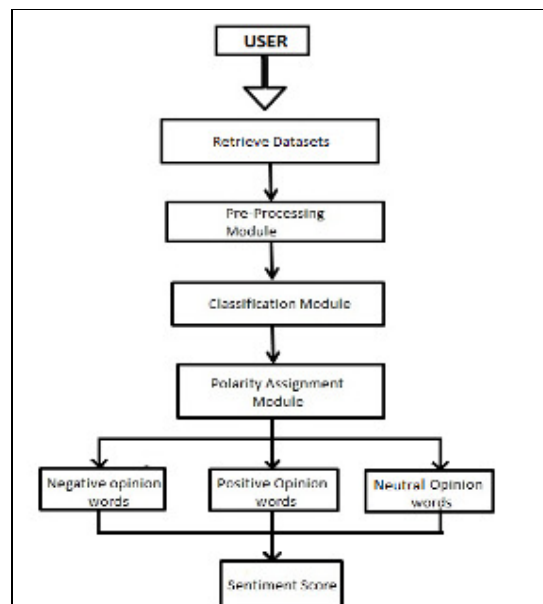 USER
Retrieve Datasets
Pre-Processing
Module
Classification Module
Polarity Assignment
Module
Negative opinion
words
Positive Opinion
words
Neutral Opinion
words
Sentiment Score